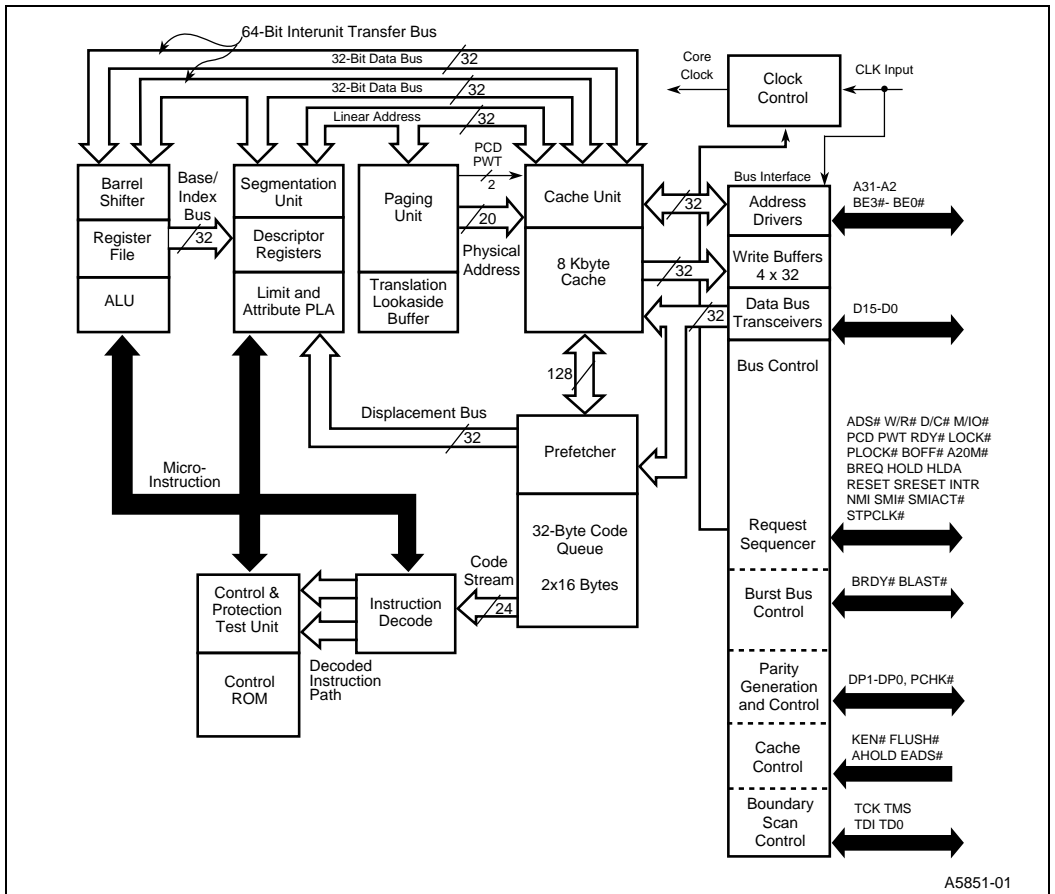 64-Bit Interunit Transfer Bus
32-Bit Data Bus
32
32-Bit Data Bus
32
Linear Address
32
Core
Clock
Clock
Control
CLK Input
Barrel
Shifter
Register
File
ALU
Base/
Index
Bus
32
Segmentation
Unit
Descriptor
Registers
Limit and
Attribute PLA
Paging
Unit
Translation
Lookaside
Buffer
PCD
PWT
2
20
Physical
Address
Cache Unit
8 Kbyte
Cache
32
32
32
Bus Interface
Address
Drivers
Write Buffers
4 x 32
Data Bus
Transceivers
Bus Control
Request
Sequencer
Burst Bus
Control
Parity
Generation
and Control
Cache
Control
Boundary
Scan
Control
A31-A2
BE3#- BE0#
D15-D0
ADS# W/R# D/C# M/IO#
PCD PWT RDY# LOCK#
PLOCK# BOFF# A20M#
BREQ HOLD HLDA
RESET SRESET INTR
NMI SMI# SMIACT#
STPCLK#
BRDY# BLAST#
DP1-DP0, PCHK#
KEN# FLUSH#
AHOLD EADS#
TCK TMS
TDI TD0
128
Displacement Bus
32
Prefetcher
32-Byte Code
Queue
2x16 Bytes
Micro-
Instruction
Code
Stream
24
Control &
Protection
Test Unit
Control
ROM
Instruction
Decode
Decoded
Instruction
Path
A5851-01